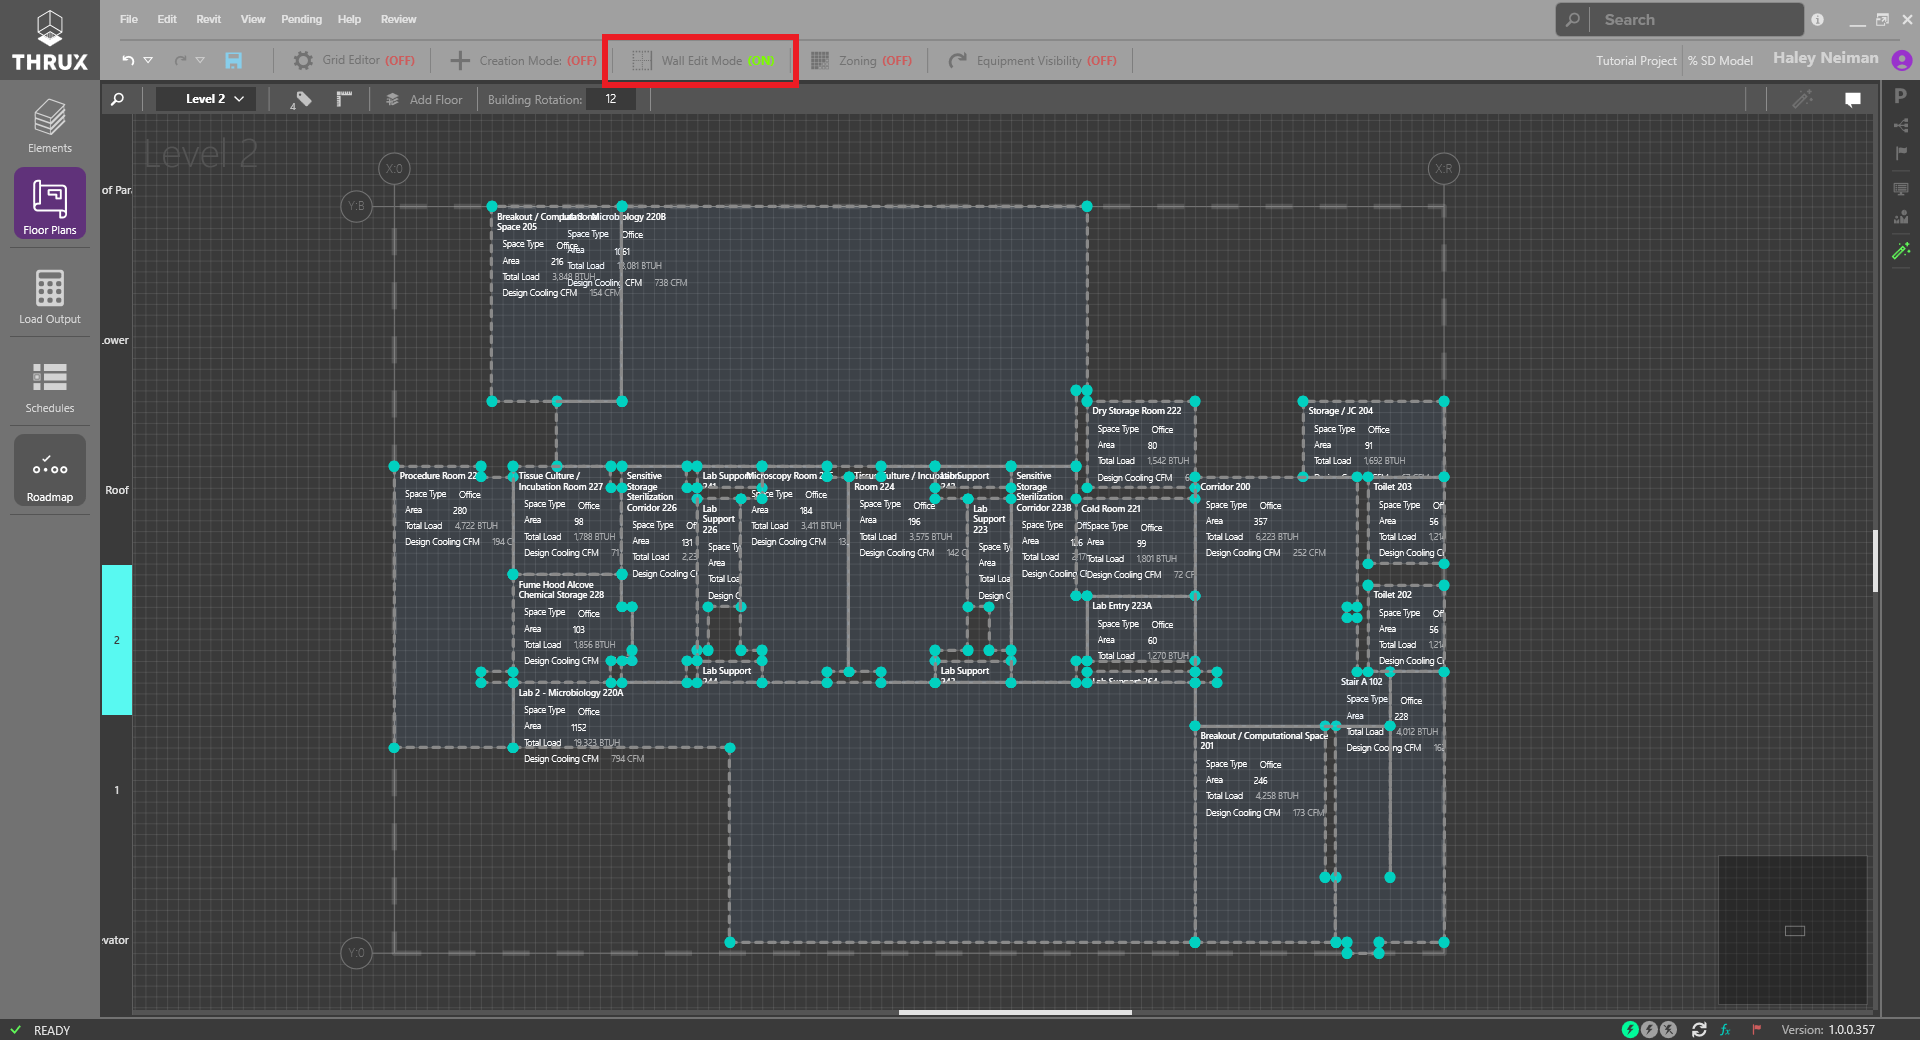 THRUX
File Edit Revit View Pending Help Review
Search
Grid Editor (OFF) Creation Mode: (OFF) Wall Edit Mode (ON) Zoning (OFF) Equipment Visibility (OFF)
Tutorial Project % SD Model Haley Neiman
Level 2 4 Add Floor Building Rotation: 12
Elements
Floor Plans
Load Output
Schedules
Roadmap
Level 2
X:0
X:R
Y:B
Y:0
Roof
2
1
Breakout / Computational
Space 205
Space Type Office
Area 216
Total Load 3,848 BTUH
Design Cooling CFM 154 CFM
Microbiology 220B
Space Type Office
Area 1061
BTUH
Design Cooling CFM 738 CFM
Dry Storage Room 222
Space Type Office
Area 80
Total Load 1,542 BTUH
Design Cooling CFM
Storage / JC 204
Space Type Office
Area 91
Total Load 1,692 BTUH
Procedure Room
Space Type Office
Area 280
Total Load 4,722 BTUH
Design Cooling CFM 194 C
Tissue Culture /
Incubation Room 227
Space Type Office
Area 98
Total Load 1,788 BTUH
Design Cooling CFM 71
Sensitive
Storage
Sterilization
Corridor 226
Space Type Offi
Area 131
Total Load 2,23
Design Cooling C
Lab Support
241
Lab
Support
226
Space Ty
Area
Total Loa
Design C
Microscopy Room
Space Type Office
Area 184
Total Load 3,411 BTUH
Design Cooling CFM 13
Tissue Culture / Incubation
Room 224
Space Type Office
Area 196
Total Load 3,575 BTUH
Design Cooling CFM 142 C
Lab Support
Lab
Support
223
Space Ty
Area
Total Loa
Design C
Sensitive
Storage
Sterilization
Corridor 223B
Space Type Offi
Area
Total Load
Design Cooling
Cold Room 221
Space Type Office
Area 99
Total Load 1,801 BTUH
Design Cooling CFM 72 CF
Corridor 200
Space Type Office
Area 357
Total Load 6,223 BTUH
Design Cooling CFM 252 CFM
Toilet 203
Space Type Of
Area 56
Total Load 1,21
Design Cooling C
Fume Hood Alcove
Chemical Storage 228
Space Type Office
Area 103
Total Load 1,856 BTUH
Design Cooling CFM
Lab Entry 223A
Space Type Office
Area 60
Total Load 1,270 BTUH
Toilet 202
Space Type Of
Area 56
Total Load 1,21
Design Cooling C
Lab Support
Lab Support
Lab Support 264
Stair A 102
Space Type Office
Area 228
Total Load 4,012 BTUH
Design Cooling CFM 16
Lab 2 - Microbiology 220A
Space Type Office
Area 1152
Total Load 19,323 BTUH
Design Cooling CFM 794 CFM
Breakout / Computational Space
201
Space Type Office
Area 246
Total Load 4,258 BTUH
Design Cooling CFM 173 CFM
READY
Version: 1.0.0.357